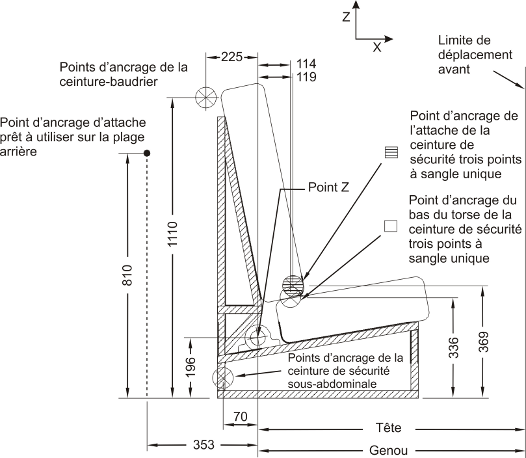 Z
X
225
114
119
Limite de
déplacement
avant
Points d'ancrage de la
ceinture-baudrier
Point d'ancrage d'attache
prêt à utiliser sur la plage
arrière
Point d'ancrage de
l'attache de la
ceinture de
sécurité trois points
à sangle unique
Point Z
Point d'ancrage du
bas du torse de la
ceinture de sécurité
trois points à
sangle unique
1110
810
196
336
369
Points d'ancrage de la
ceinture de sécurité
sous-abdominale
70
Tête
353
Genou